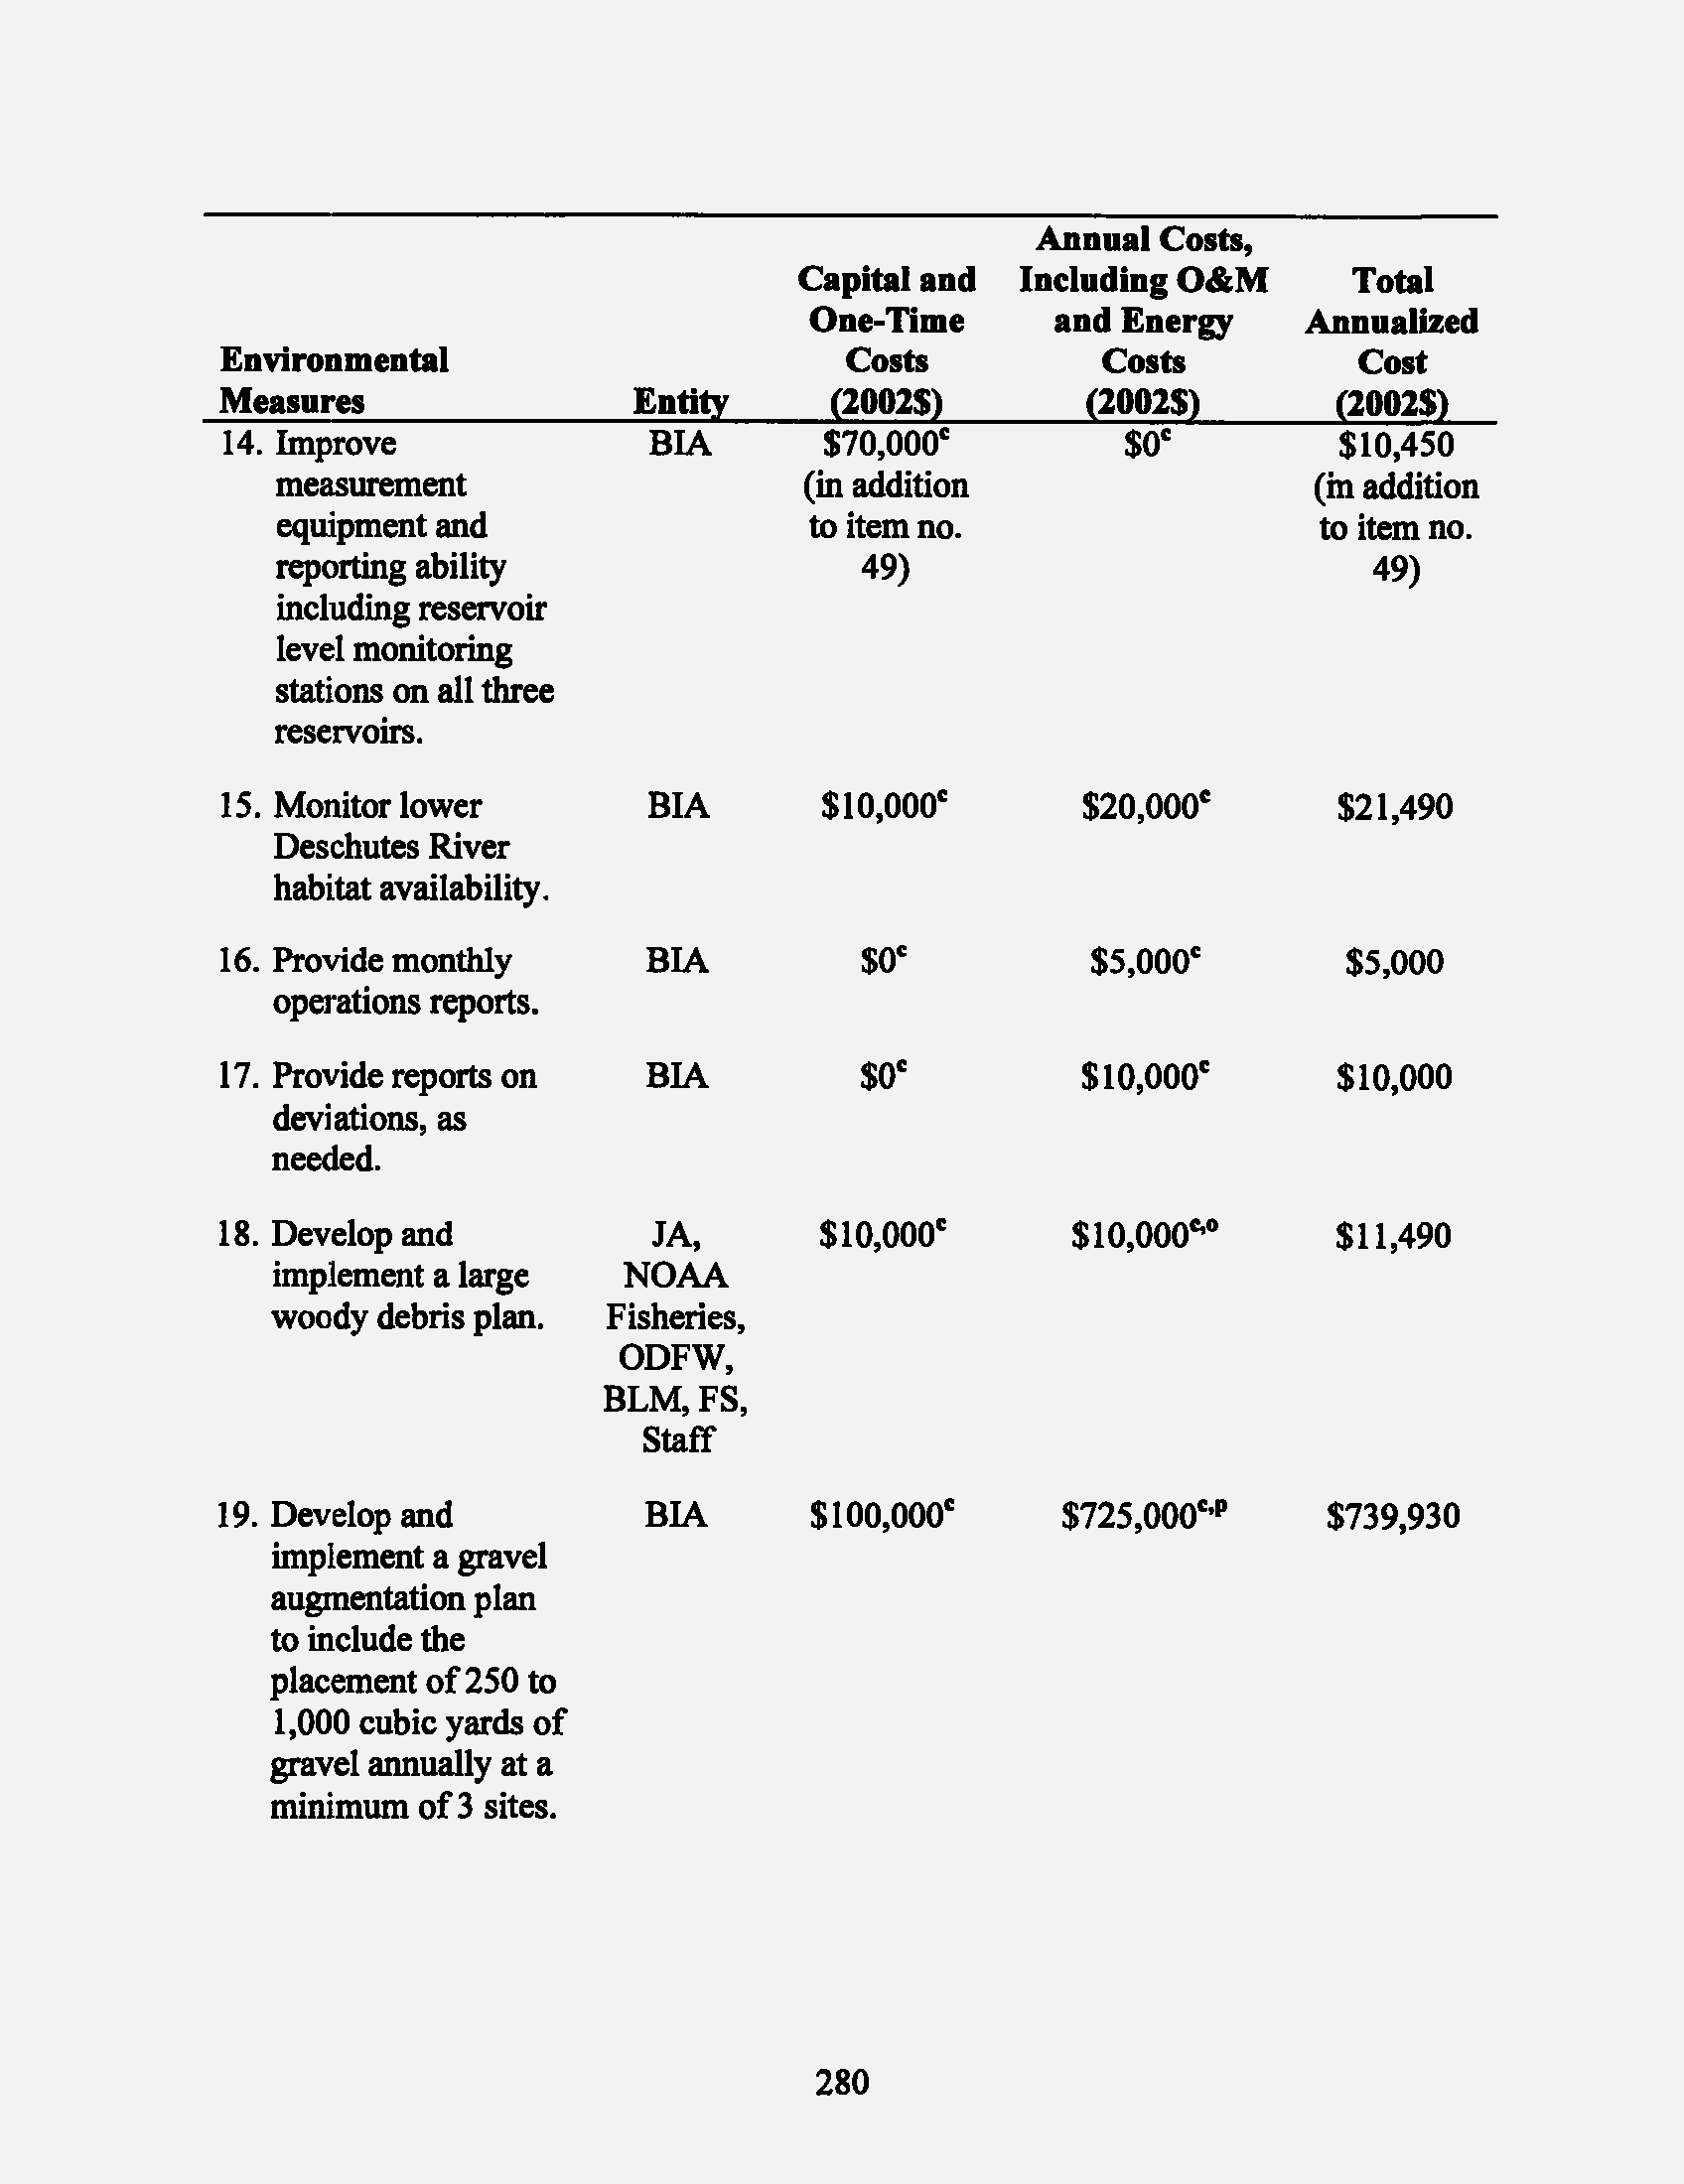 Environmental Measures
Entity
Capital and One-Time Costs (2002$)
Annual Costs, Including O&M and Energy Costs (2002$)
Total Annualized Cost (2002$)
14. Improve BIA $70,000ᶜ $0ᶜ $10,450
measurement (in addition (in addition
equipment and to item no. to item no.
reporting ability 49) 49)
including reservoir
level monitoring
stations on all three
reservoirs.
15. Monitor lower BIA $10,000ᶜ $20,000ᶜ $21,490
Deschutes River
habitat availability.
16. Provide monthly BIA $0ᶜ $5,000ᶜ $5,000
operations reports.
17. Provide reports on BIA $0ᶜ $10,000ᶜ $10,000
deviations, as
needed.
18. Develop and JA, $10,000ᶜ $10,000ᶜ,ᵒ $11,490
implement a large NOAA
woody debris plan. Fisheries,
ODFW,
BLM, FS,
Staff
19. Develop and BIA $100,000ᶜ $725,000ᶜ,ᵖ $739,930
implement a gravel
augmentation plan
to include the
placement of 250 to
1,000 cubic yards of
gravel annually at a
minimum of 3 sites.
280